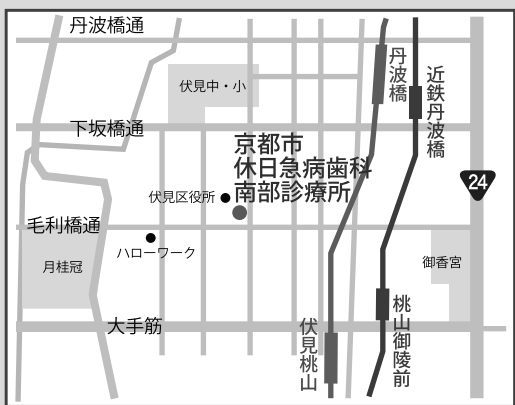 丹波橋通
伏見中・小
丹波橋
近鉄丹波橋
下坂橋通
京都市
休日急病歯科
南部診療所
24
伏見区役所
毛利橋通
ハローワーク
月桂冠
御香宮
大手筋
伏見桃山
桃山御陵前